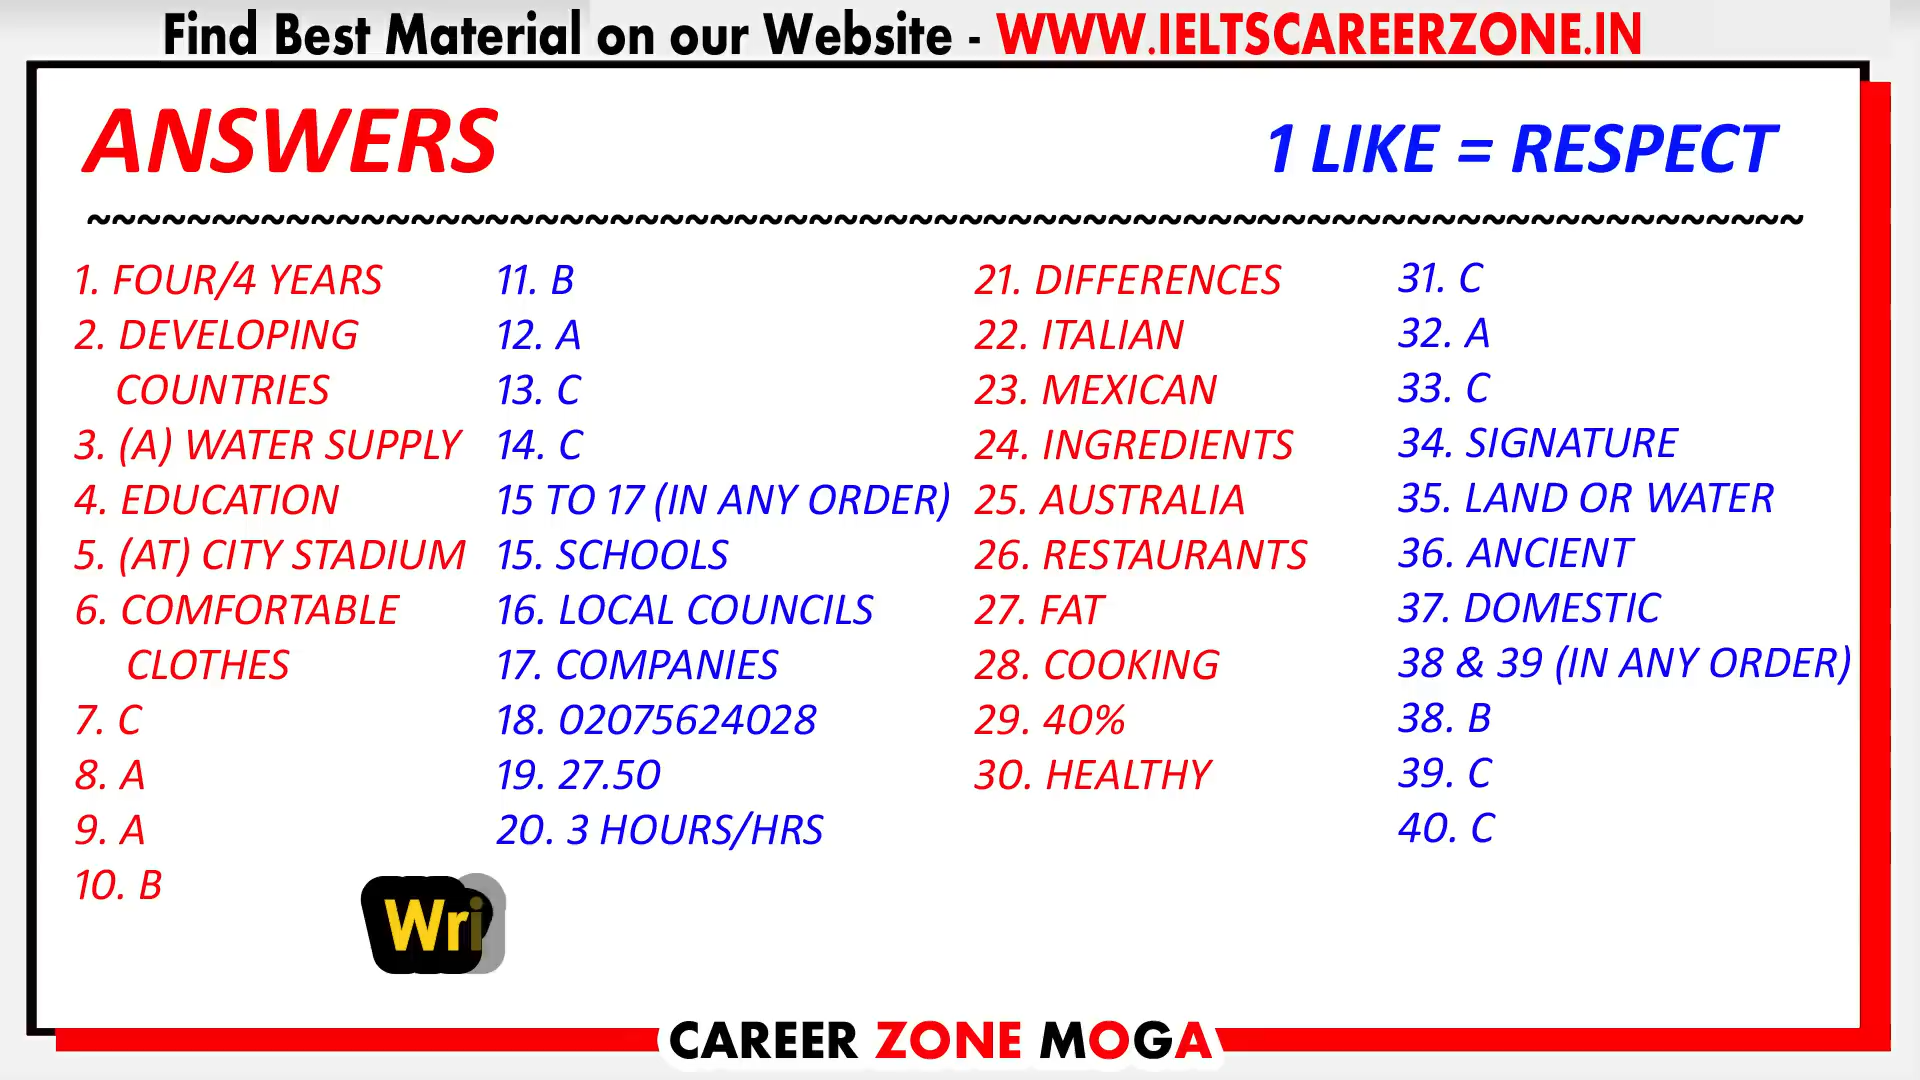 Find Best Material on our Website - WWW.IELTSCAREERZONE.IN
ANSWERS
1 LIKE = RESPECT
~~~~~~~~~~~~~~~~~~~~~~~~~~~~~~~~~~~~~~~~~~~~~~~~~~~~~~~~~~~~~~~~~~~~~
1. FOUR/4 YEARS
2. DEVELOPING
COUNTRIES
3. (A) WATER SUPPLY
4. EDUCATION
5. (AT) CITY STADIUM
6. COMFORTABLE
CLOTHES
7. C
8. A
9. A
10. B
11. B
12. A
13. C
14. C
15 TO 17 (IN ANY ORDER)
15. SCHOOLS
16. LOCAL COUNCILS
17. COMPANIES
18. 02075624028
19. 27.50
20. 3 HOURS/HRS
21. DIFFERENCES
22. ITALIAN
23. MEXICAN
24. INGREDIENTS
25. AUSTRALIA
26. RESTAURANTS
27. FAT
28. COOKING
29. 40%
30. HEALTHY
31. C
32. A
33. C
34. SIGNATURE
35. LAND OR WATER
36. ANCIENT
37. DOMESTIC
38 & 39 (IN ANY ORDER)
38. B
39. C
40. C
Wri
CAREER ZONE MOGA